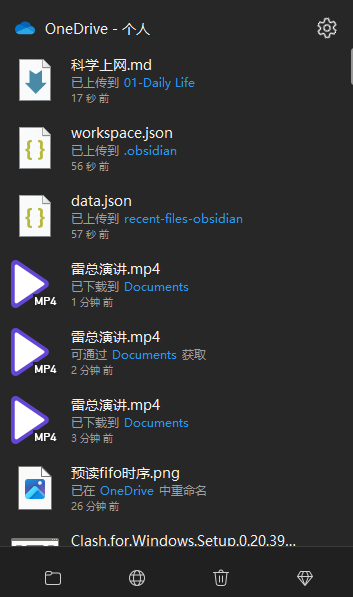 OneDrive - 个人
科学上网.md
已上传到 01-Daily Life
17 秒 前
workspace.json
已上传到 .obsidian
56 秒 前
data.json
已上传到 recent-files-obsidian
57 秒 前
雷总演讲.mp4
已下载到 Documents
1 分钟 前
MP4
雷总演讲.mp4
可通过 Documents 获取
2 分钟 前
MP4
雷总演讲.mp4
已下载到 Documents
3 分钟 前
MP4
预读fifo时序.png
已在 OneDrive 中重命名
26 分钟 前
Clash.for.Windows.Setup.0.20.39...